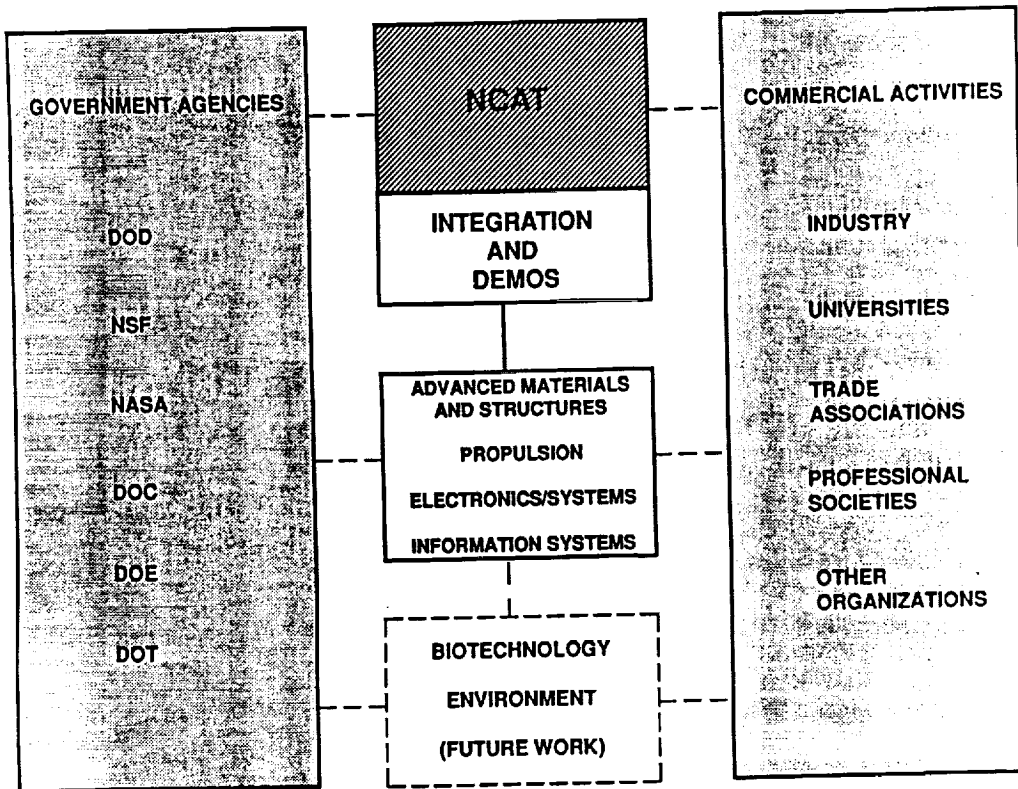 GOVERNMENT AGENCIES
DOD
NSF
NASA
DOC
DOE
DOT
NCAT
INTEGRATION
AND
DEMOS
ADVANCED MATERIALS
AND STRUCTURES
PROPULSION
ELECTRONICS/SYSTEMS
INFORMATION SYSTEMS
BIOTECHNOLOGY
ENVIRONMENT
(FUTURE WORK)
COMMERCIAL ACTIVITIES
INDUSTRY
UNIVERSITIES
TRADE
ASSOCIATIONS
PROFESSIONAL
SOCIETIES
OTHER
ORGANIZATIONS